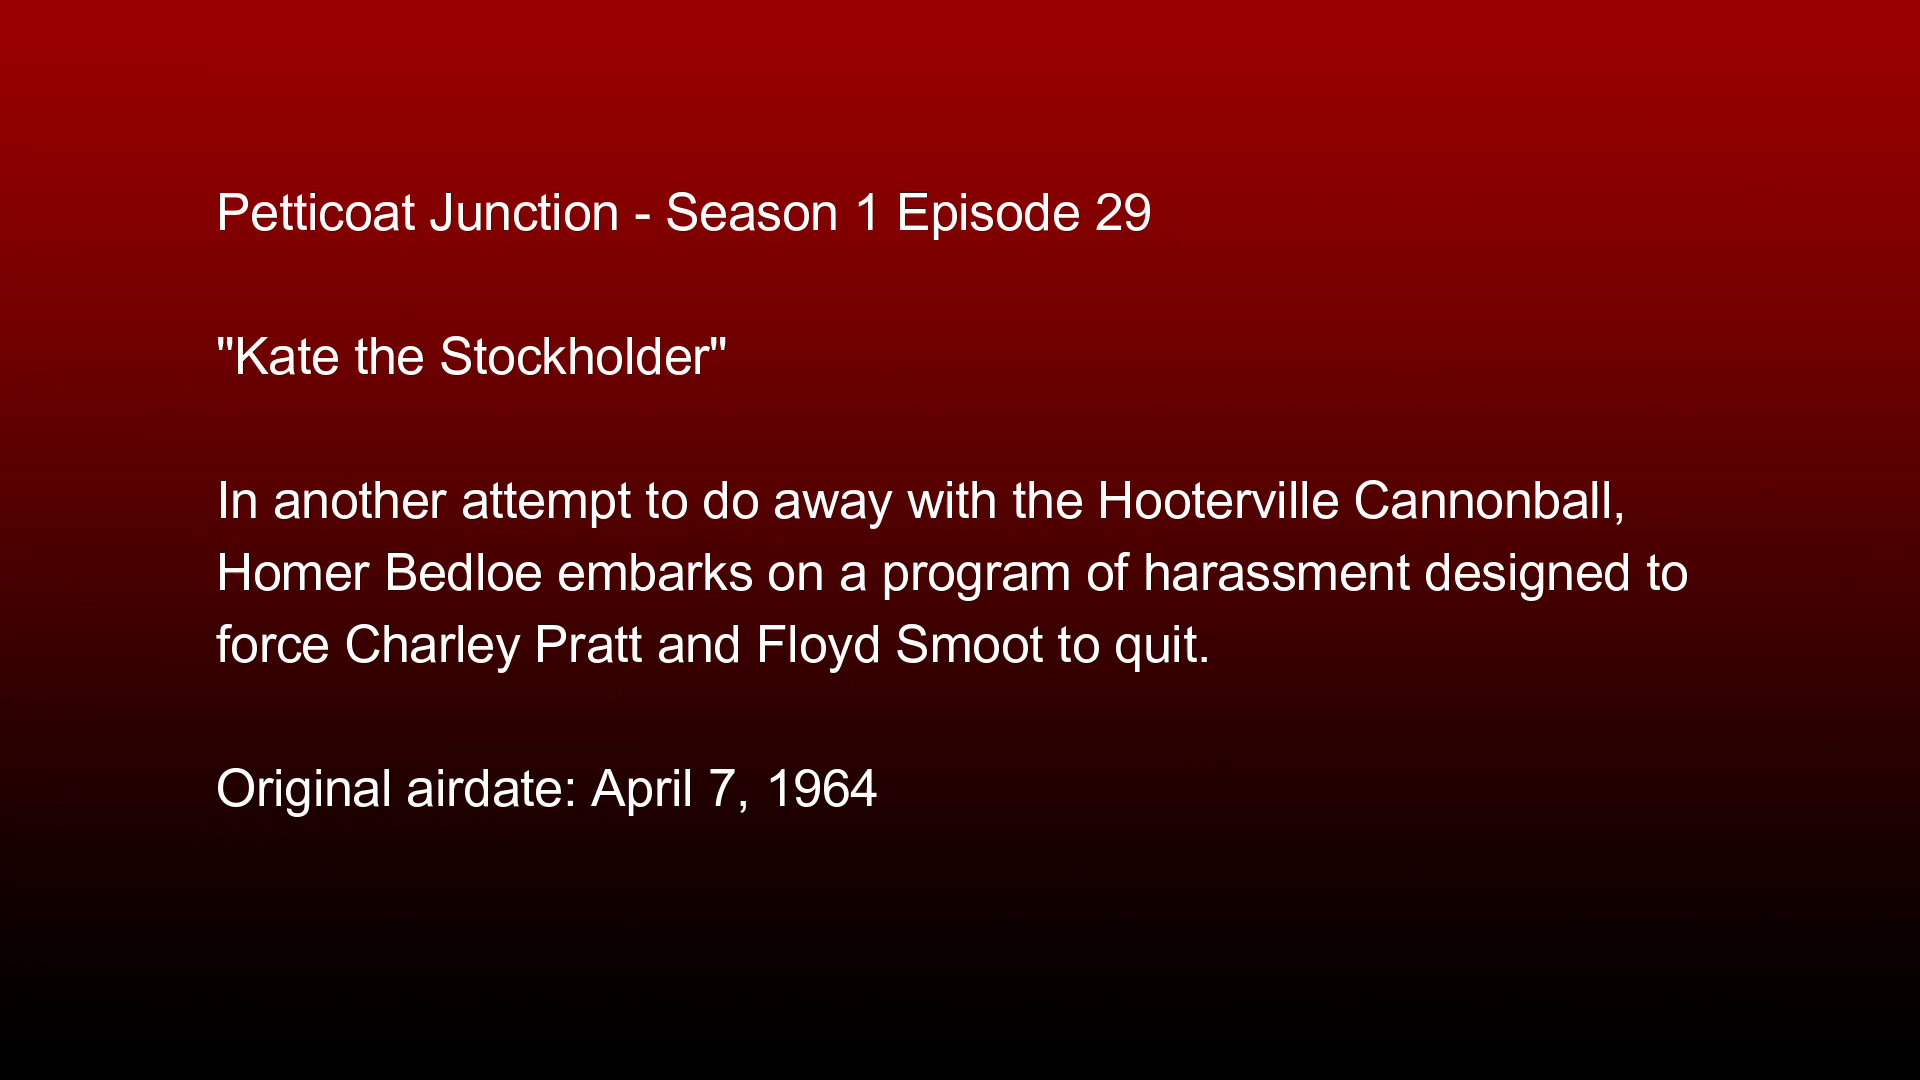 Petticoat Junction - Season 1 Episode 29
"Kate the Stockholder"
In another attempt to do away with the Hooterville Cannonball,
Homer Bedloe embarks on a program of harassment designed to
force Charley Pratt and Floyd Smoot to quit.
Original airdate: April 7, 1964